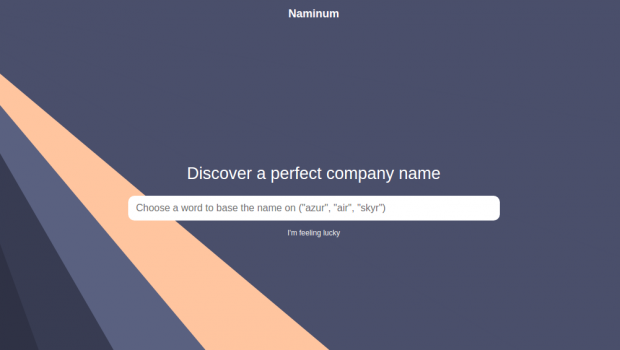 Naminum
Discover a perfect company name
Choose a word to base the name on ("azur", "air", "skyr")
I'm feeling lucky